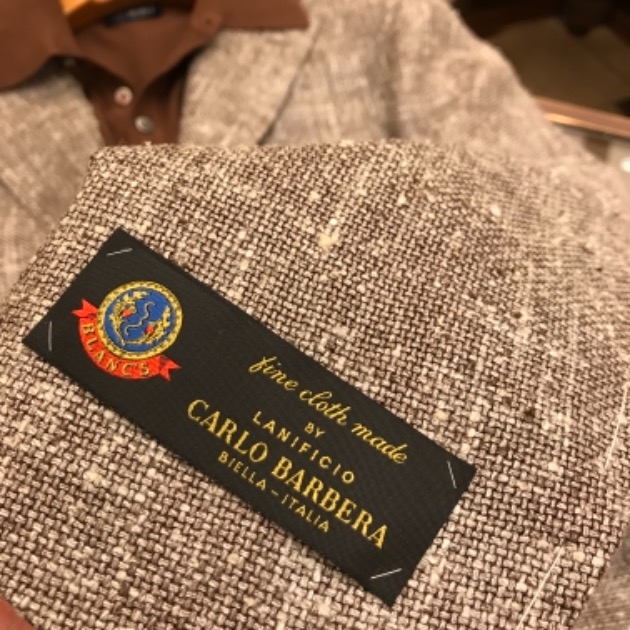 BLANCS
fine cloth made
BY
LANIFICIO
CARLO BARBERA
BIELLA - ITALIA